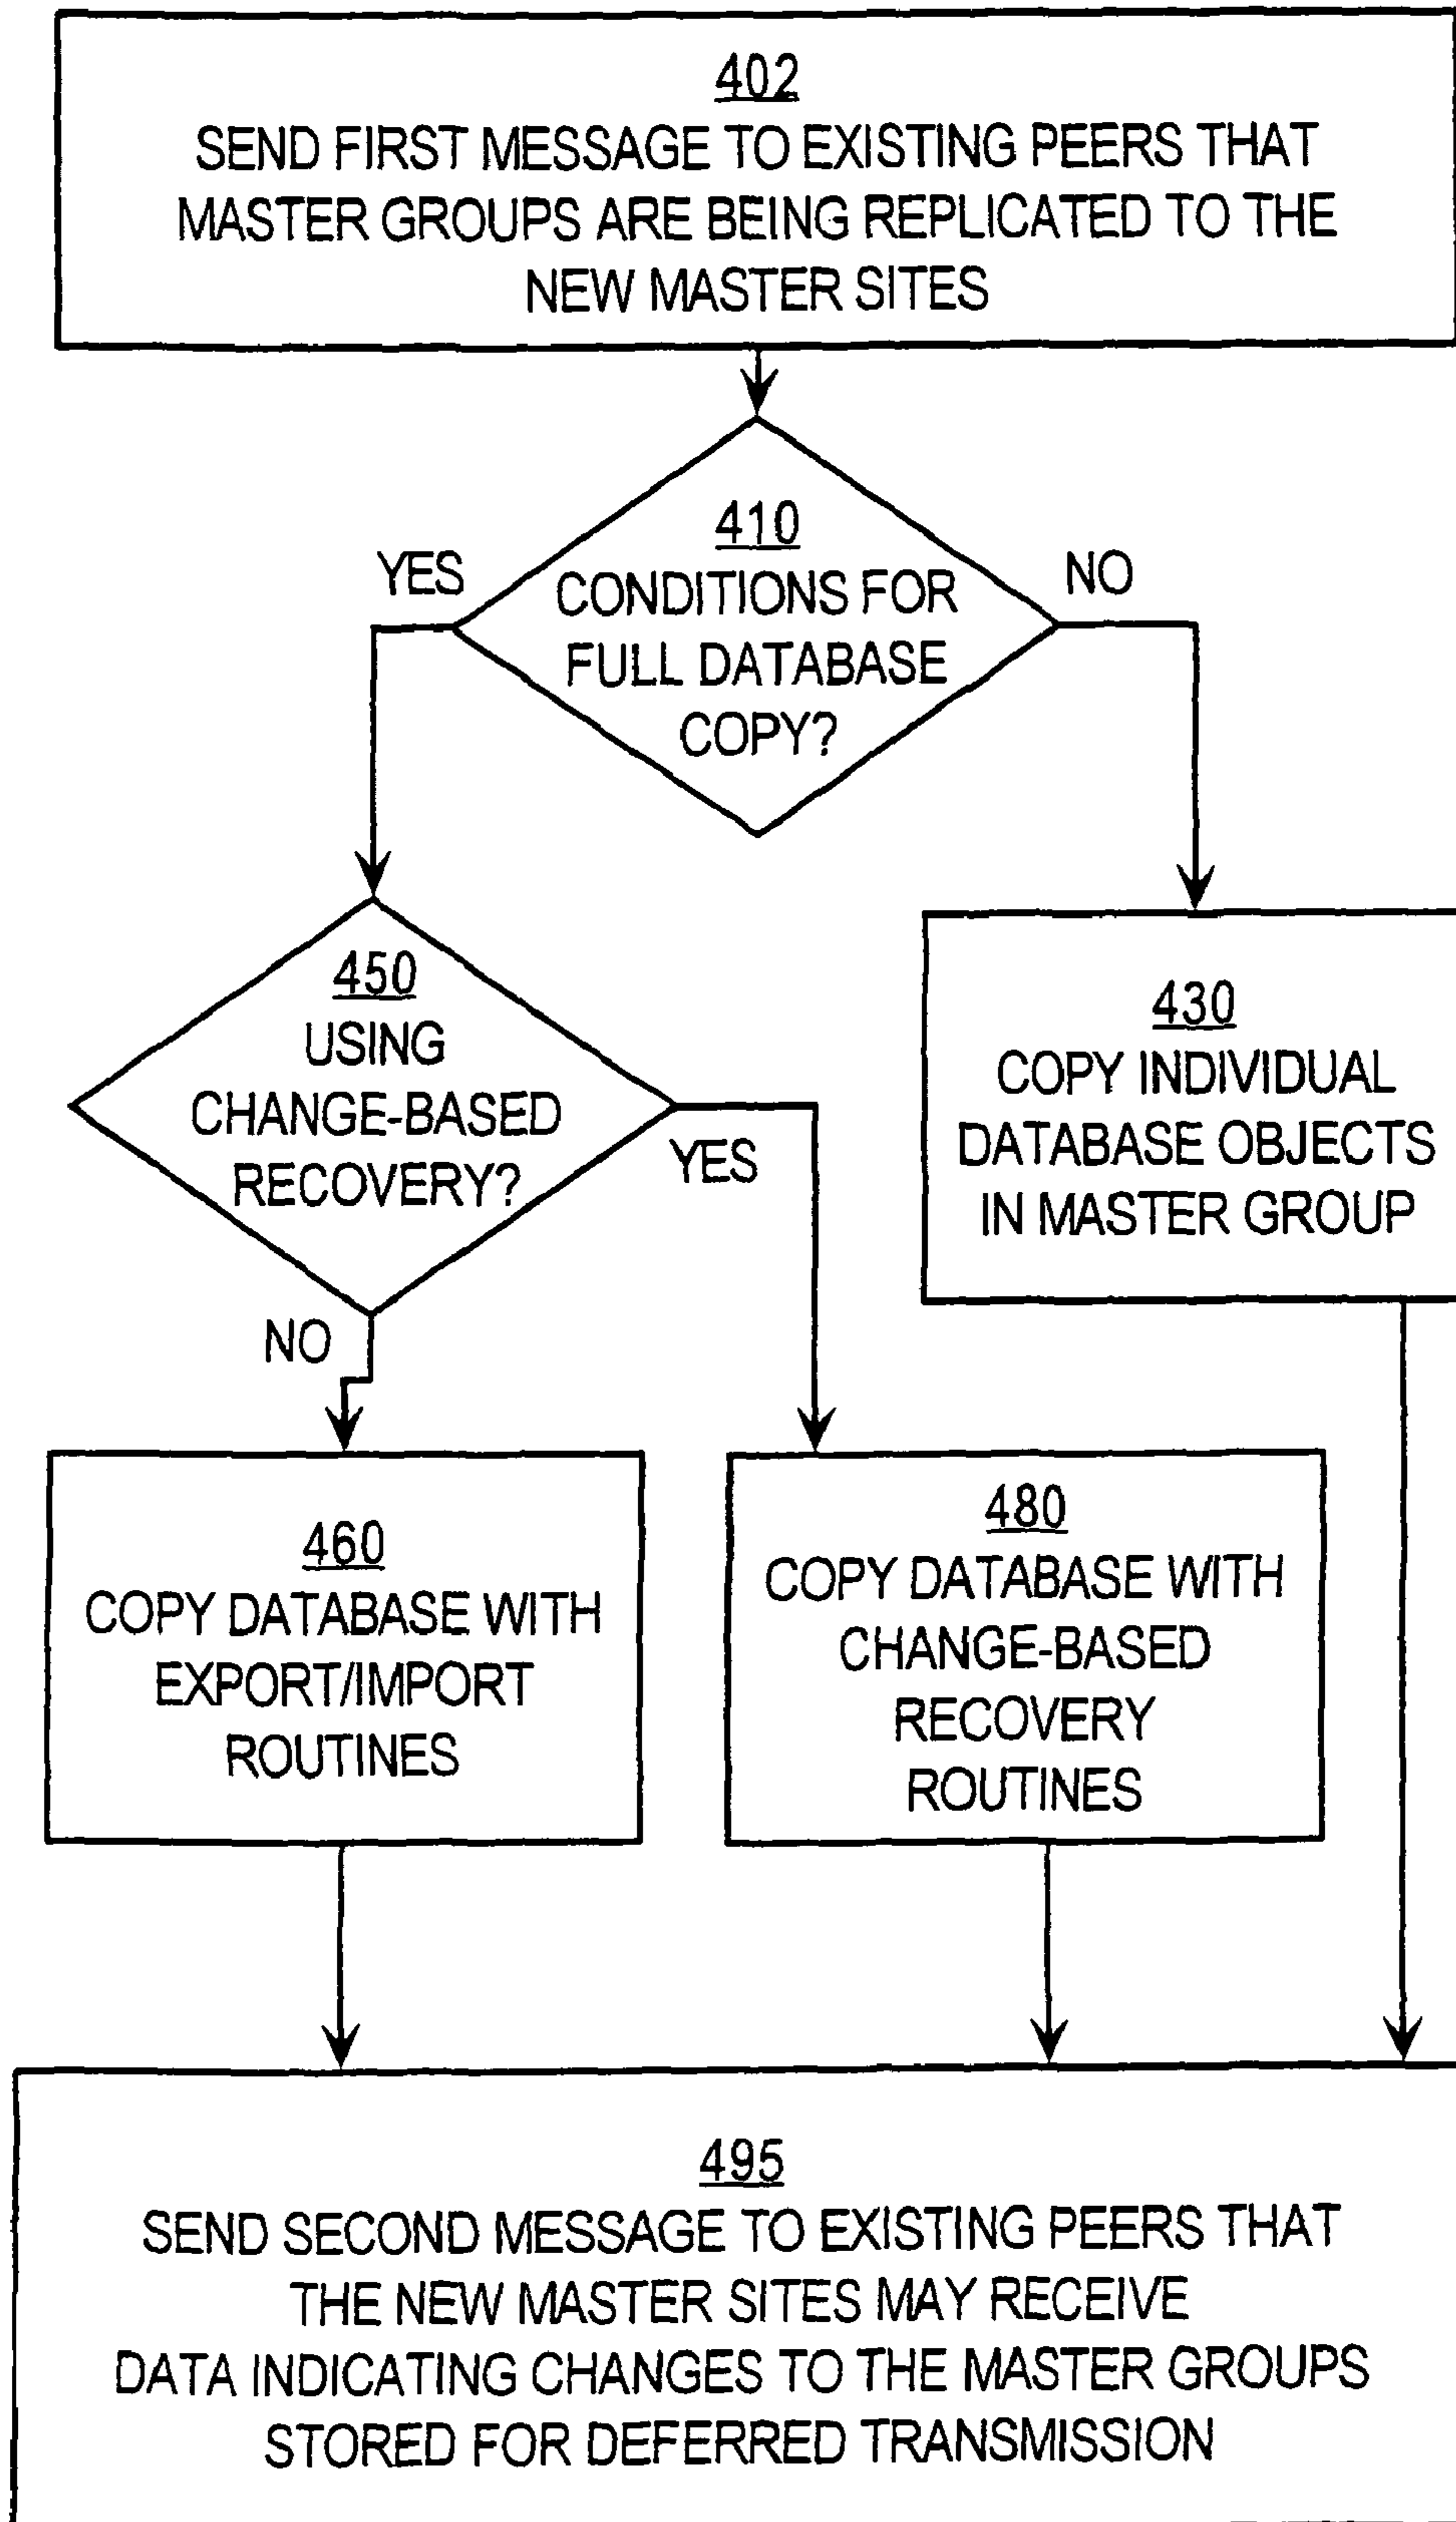 402
SEND FIRST MESSAGE TO EXISTING PEERS THAT
MASTER GROUPS ARE BEING REPLICATED TO THE
NEW MASTER SITES
410
CONDITIONS FOR
FULL DATABASE
COPY?
YES
NO
450
USING
CHANGE-BASED
RECOVERY?
YES
NO
430
COPY INDIVIDUAL
DATABASE OBJECTS
IN MASTER GROUP
460
COPY DATABASE WITH
EXPORT/IMPORT
ROUTINES
480
COPY DATABASE WITH
CHANGE-BASED
RECOVERY
ROUTINES
495
SEND SECOND MESSAGE TO EXISTING PEERS THAT
THE NEW MASTER SITES MAY RECEIVE
DATA INDICATING CHANGES TO THE MASTER GROUPS
STORED FOR DEFERRED TRANSMISSION